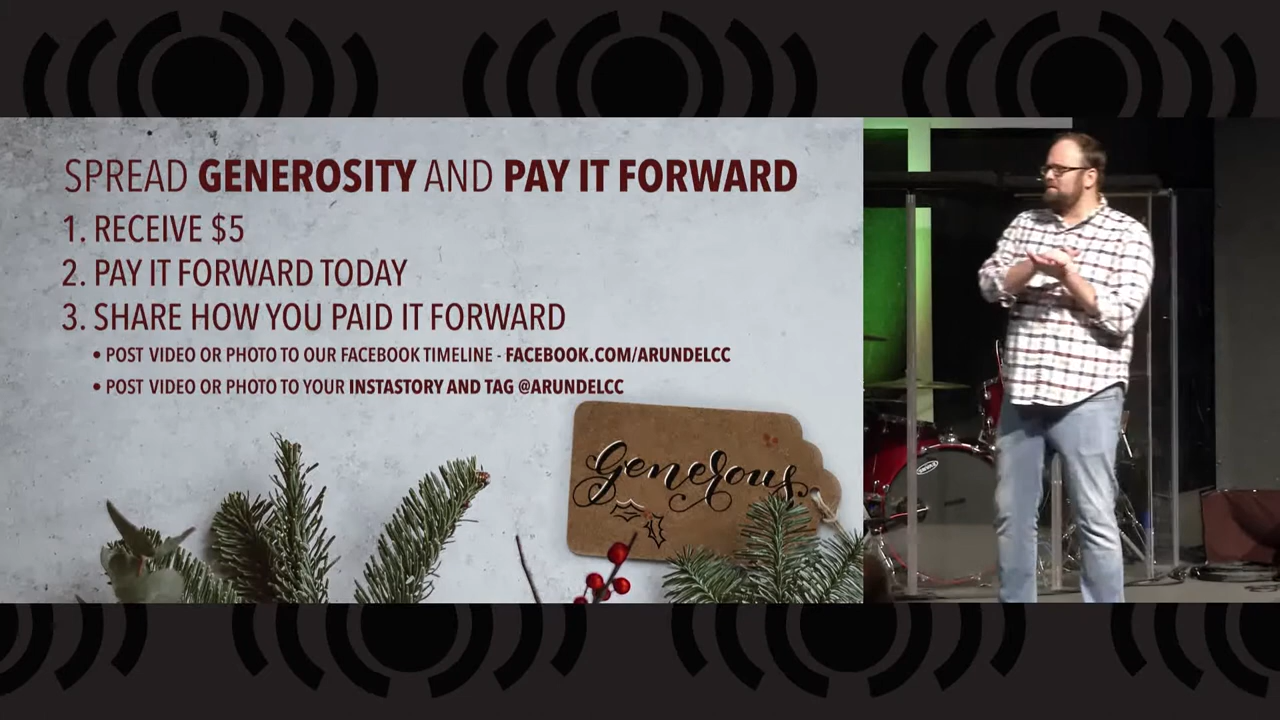 SPREAD GENEROSITY AND PAY IT FORWARD
1. RECEIVE $5
2. PAY IT FORWARD TODAY
3. SHARE HOW YOU PAID IT FORWARD
• POST VIDEO OR PHOTO TO OUR FACEBOOK TIMELINE - FACEBOOK.COM/ARUNDELCC
• POST VIDEO OR PHOTO TO YOUR INSTASTORY AND TAG @ARUNDELCC
generous